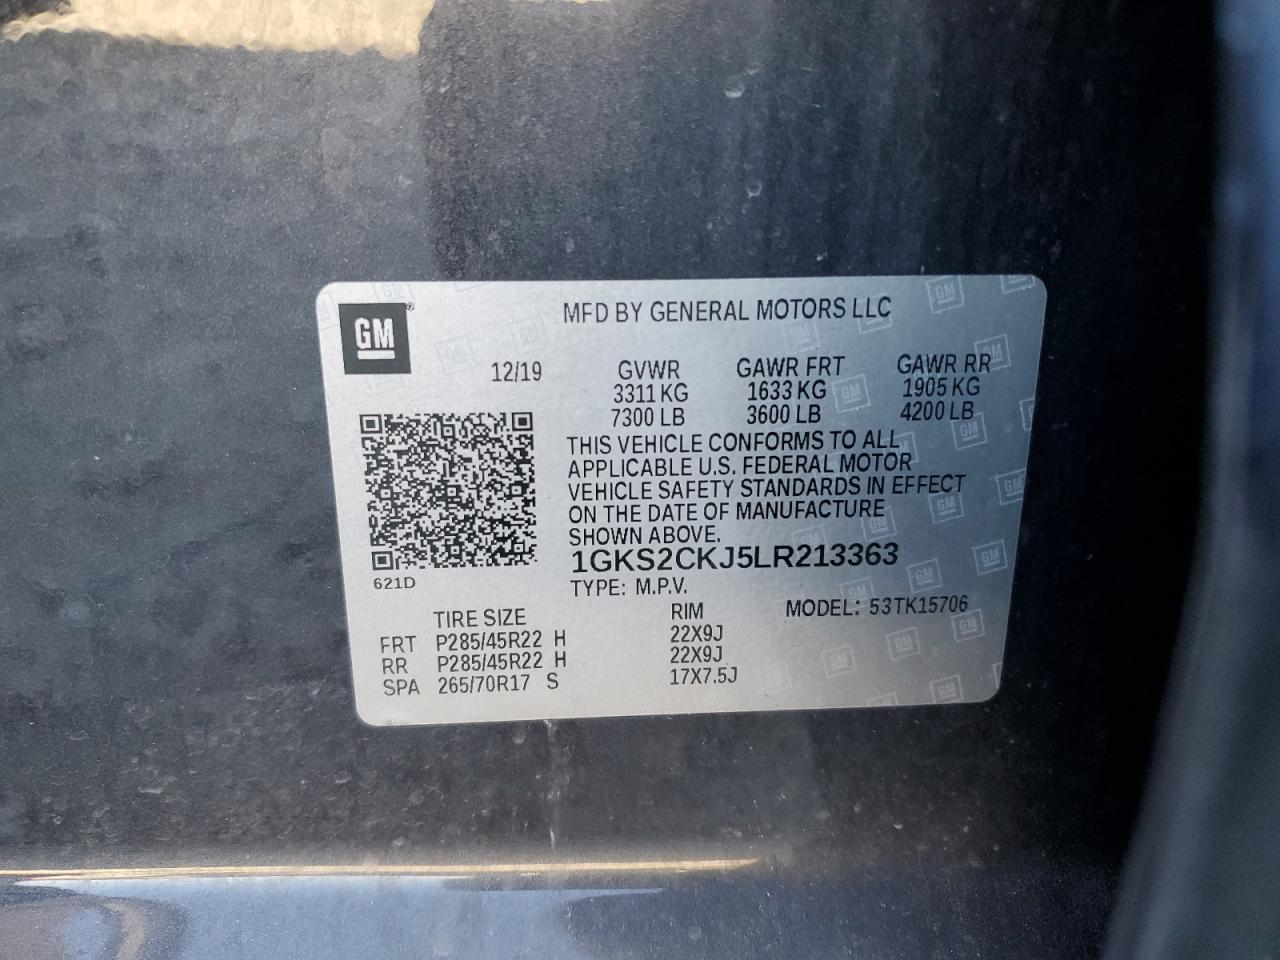 GM
MFD BY GENERAL MOTORS LLC
12/19 GVWR GAWR FRT GAWR RR
3311 KG 1633 KG 1905 KG
7300 LB 3600 LB 4200 LB
THIS VEHICLE CONFORMS TO ALL
APPLICABLE U.S. FEDERAL MOTOR
VEHICLE SAFETY STANDARDS IN EFFECT
ON THE DATE OF MANUFACTURE
SHOWN ABOVE.
1GKS2CKJ5LR213363
621D
TYPE: M.P.V.
TIRE SIZE RIM MODEL: 53TK15706
FRT P285/45R22 H 22X9J
RR P285/45R22 H 22X9J
SPA 265/70R17 S 17X7.5J